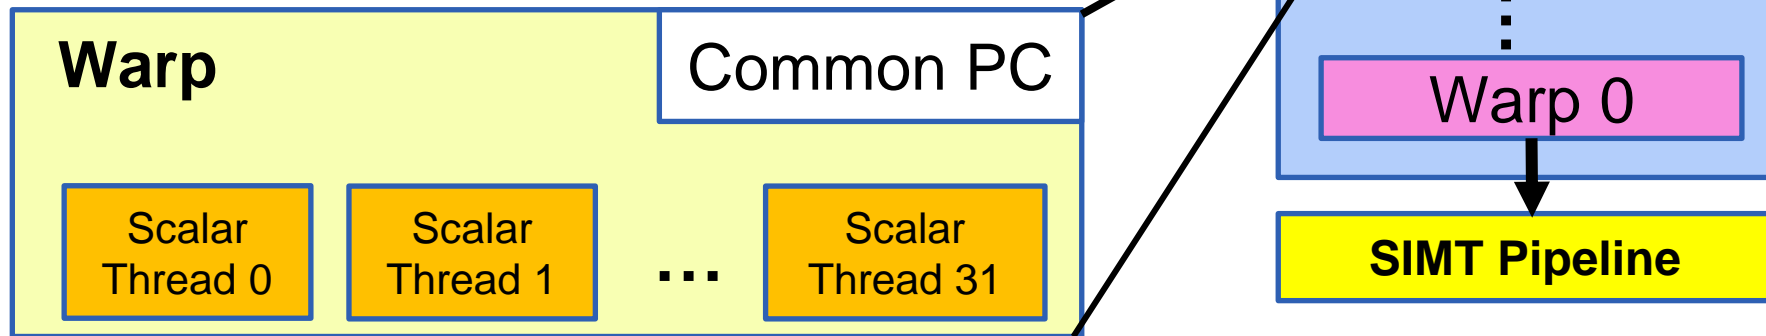 Warp
Common PC
Scalar
Thread 0
Scalar
Thread 1
...
Scalar
Thread 31
⋮
Warp 0
SIMT Pipeline